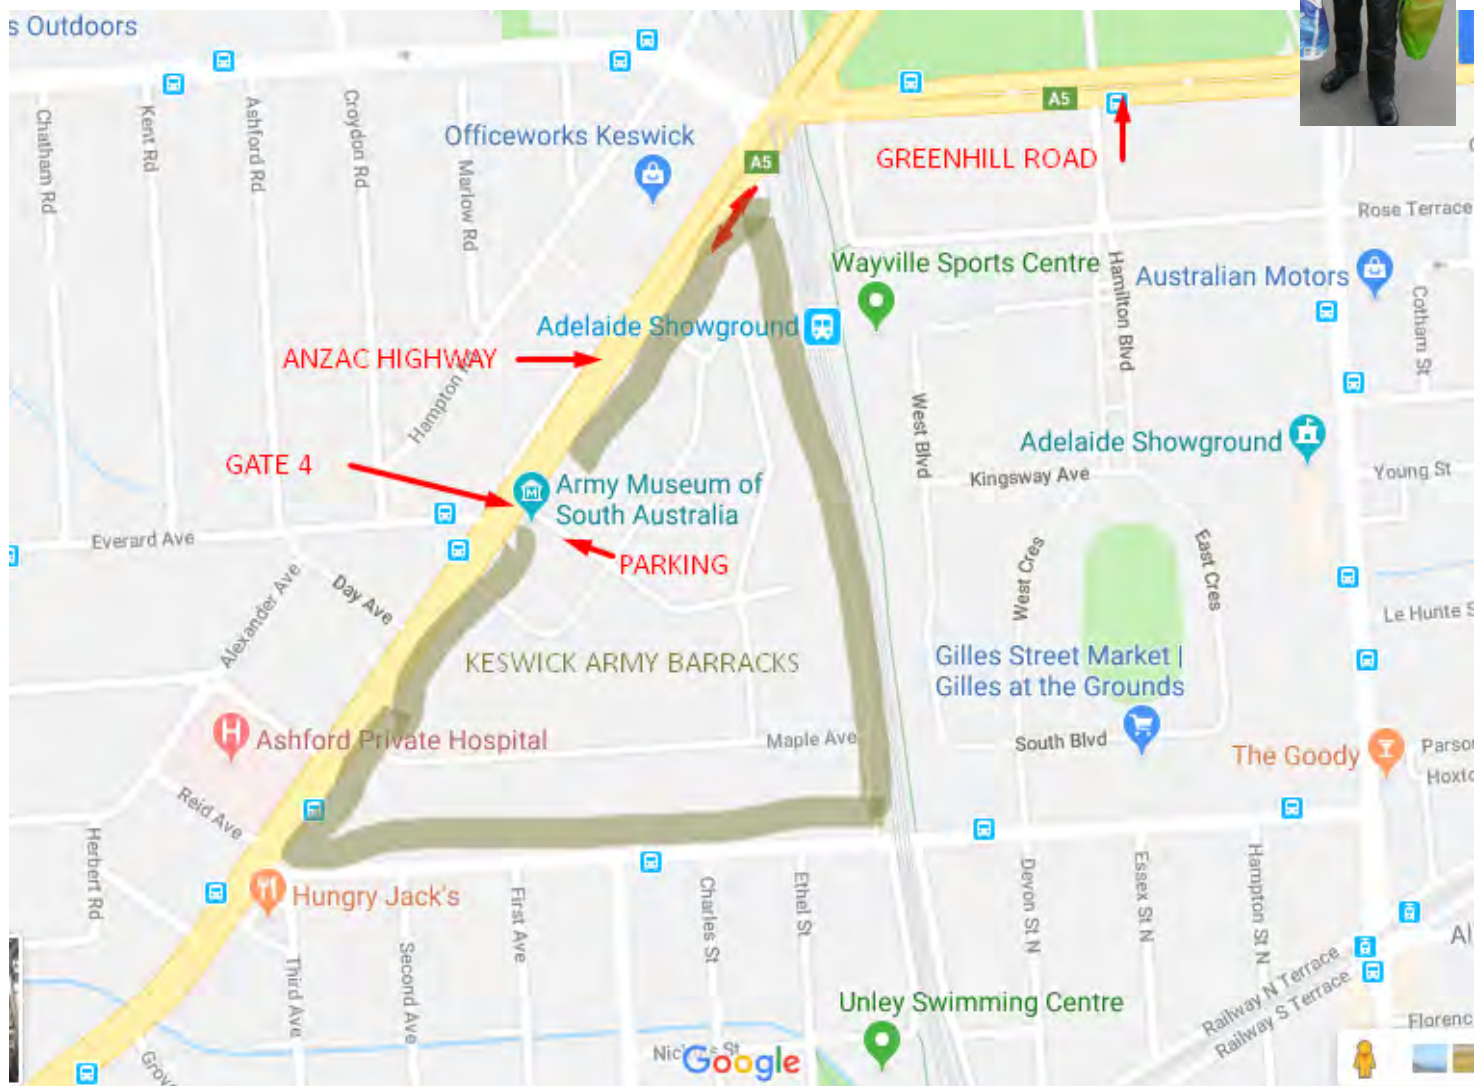 s Outdoors
Chatham Rd
Kent Rd
Ashford Rd
Croydon Rd
Marlow Rd
Officeworks Keswick
A5
A5
GREENHILL ROAD
Rose Terrace
Wayville Sports Centre
Hamilton Blvd
Australian Motors
Cotham St
Adelaide Showground
ANZAC HIGHWAY
Hampton
West Blvd
Adelaide Showground
GATE 4
Army Museum of
South Australia
Kingsway Ave
Young St
Everard Ave
PARKING
West Cres
East Cres
Alexander Ave
Day Ave
Le Hunte S
KESWICK ARMY BARRACKS
Gilles Street Market |
Gilles at the Grounds
Ashford Private Hospital
Maple Ave
South Blvd
The Goody
Parso
Hoxto
Reid Ave
Herbert Rd
Hungry Jack's
First Ave
Charles St
Ethel St
Devon St N
Essex St N
Hampton St N
Third Ave
Second Ave
Al
Railway N Terrace
Railway S Terrace
Unley Swimming Centre
Florenc
Grov
Google